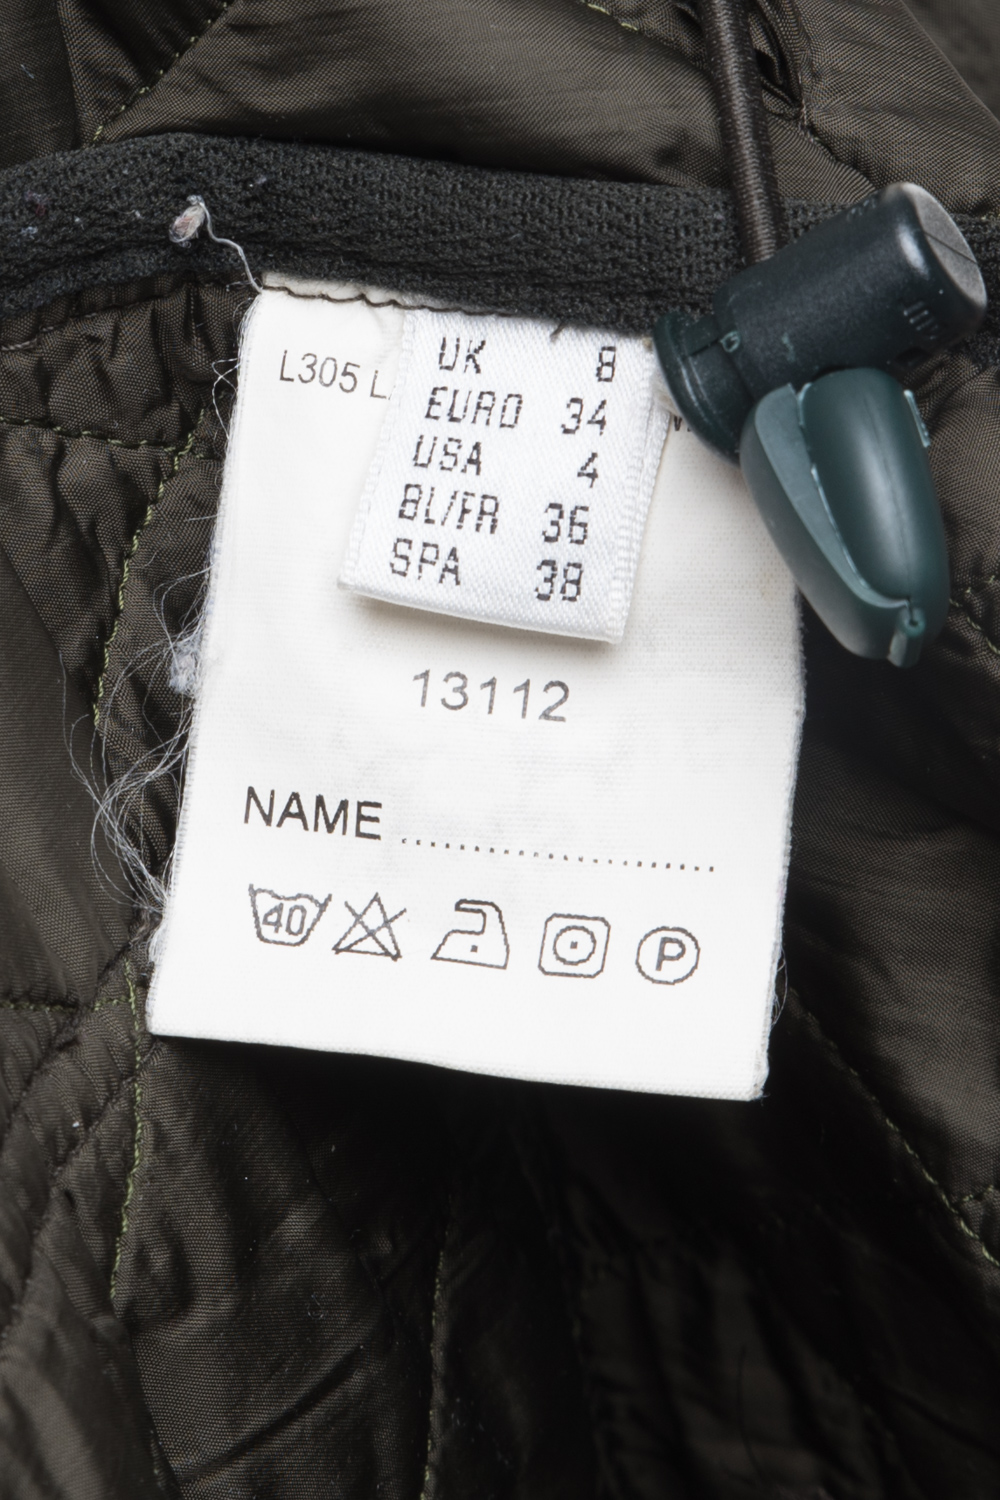 L305
UK 8
EURO 34
USA 4
BL/FR 36
SPA 38
13112
NAME ....................................
40 P